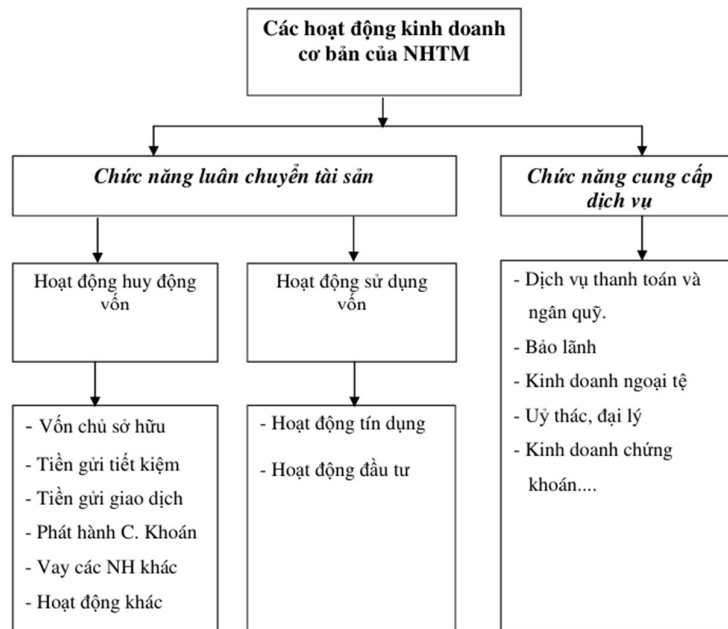 Các hoạt động kinh doanh
cơ bản của NHTM
Chức năng luân chuyển tài sản
Chức năng cung cấp
dịch vụ
Hoạt động huy động
vốn
Hoạt động sử dụng
vốn
- Dịch vụ thanh toán và
ngân quỹ.
- Bảo lãnh
- Kinh doanh ngoại tệ
- Uỷ thác, đại lý
- Kinh doanh chứng
khoán....
- Vốn chủ sở hữu
- Tiền gửi tiết kiệm
- Tiền gửi giao dịch
- Phát hành C. Khoán
- Vay các NH khác
- Hoạt động khác
- Hoạt động tín dụng
- Hoạt động đầu tư